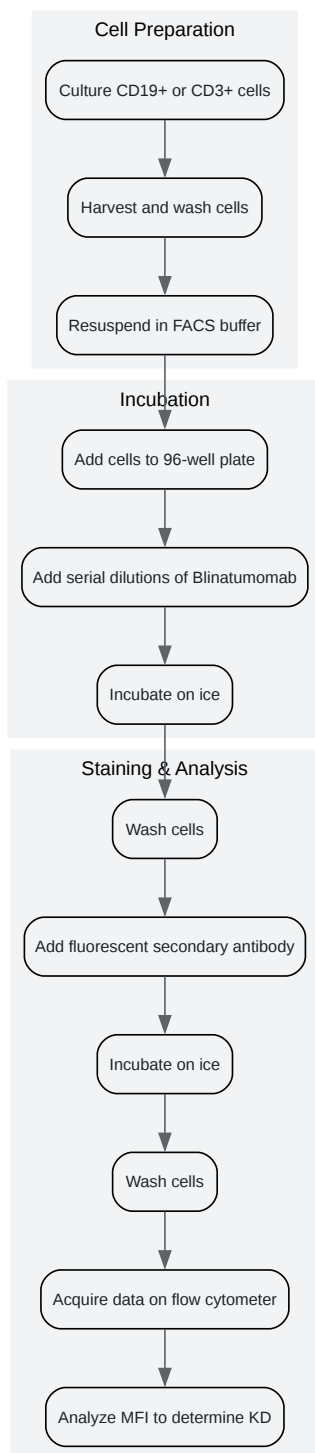 Cell Preparation
Culture CD19+ or CD3+ cells
Harvest and wash cells
Resuspend in FACS buffer
Incubation
Add cells to 96-well plate
Add serial dilutions of Blinatumomab
Incubate on ice
Staining & Analysis
Wash cells
Add fluorescent secondary antibody
Incubate on ice
Wash cells
Acquire data on flow cytometer
Analyze MFI to determine KD